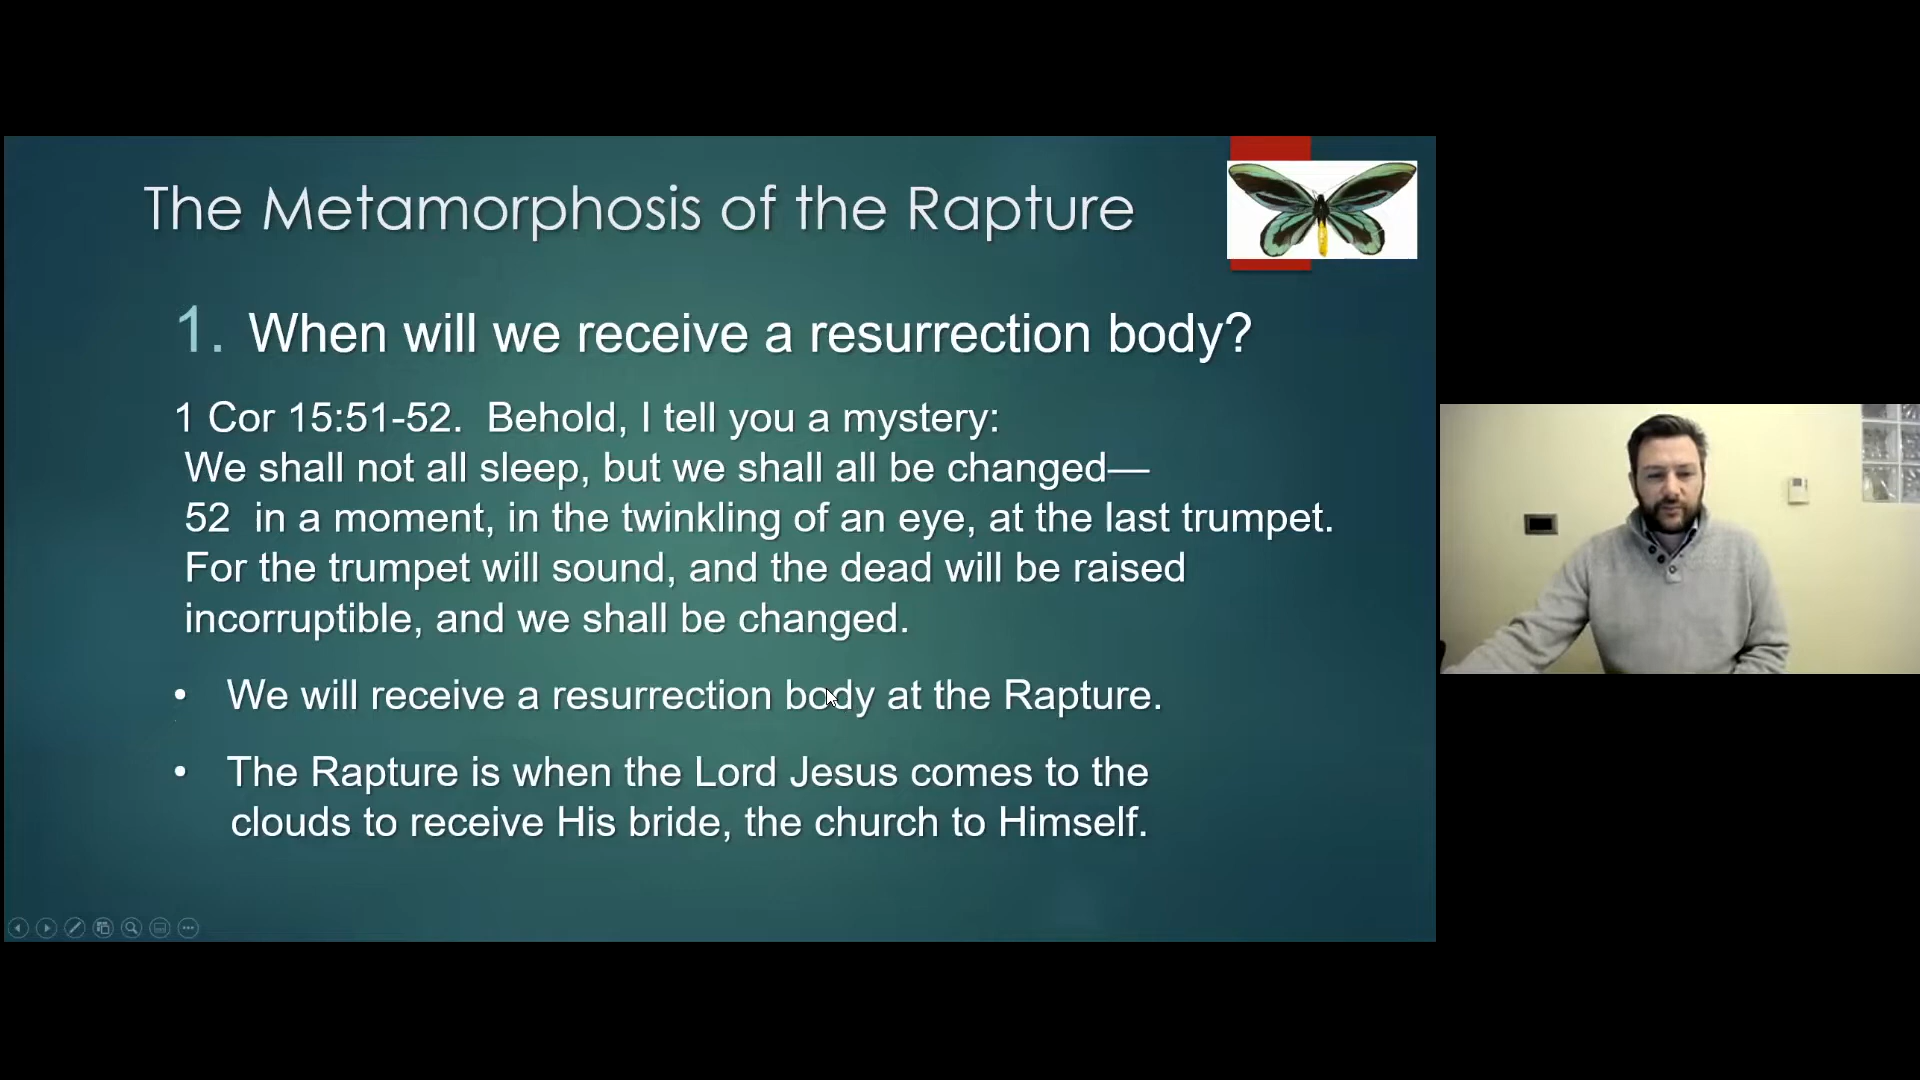 The Metamorphosis of the Rapture
1. When will we receive a resurrection body?
1 Cor 15:51-52.  Behold, I tell you a mystery:
We shall not all sleep, but we shall all be changed—
52  in a moment, in the twinkling of an eye, at the last trumpet.
For the trumpet will sound, and the dead will be raised
incorruptible, and we shall be changed.
• We will receive a resurrection body at the Rapture.
• The Rapture is when the Lord Jesus comes to the
clouds to receive His bride, the church to Himself.